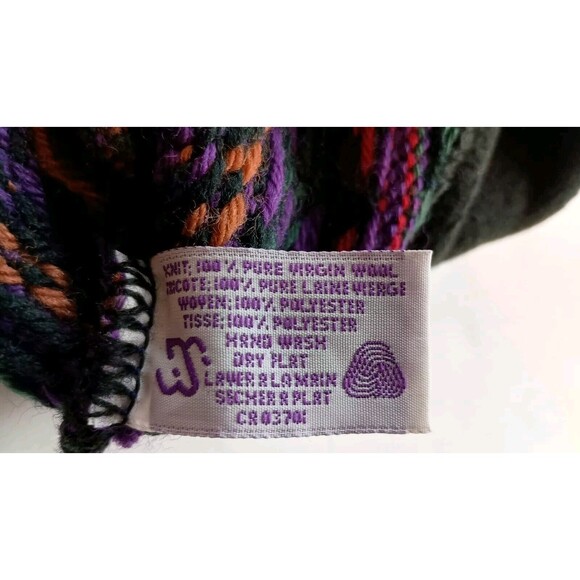 KNIT: 100% PURE VIRGIN WOOL
TRICOTE: 100% PURE LAINE VIERGE
WOVEN: 100% POLYESTER
TISSE: 100% POLYESTER
HAND WASH
DRY FLAT
LAVER A LA MAIN
SECHER A PLAT
CA 03701